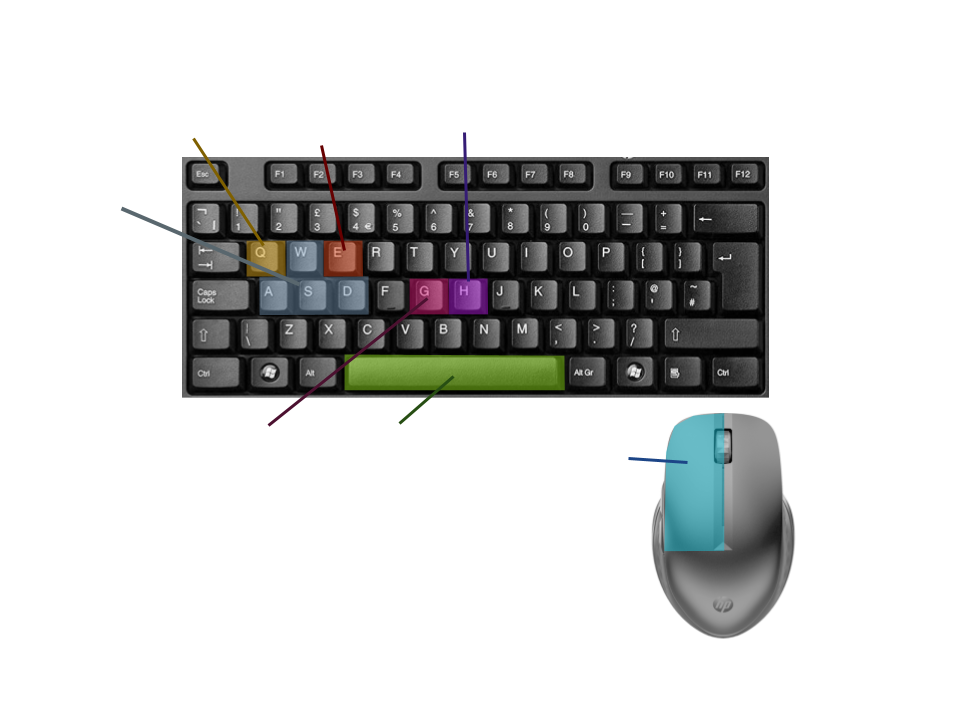 Esc F1 F2 F3 F4 F5 F6 F7 F8 F9 F10 F11 F12
¬ ! " £ $ % ^ & * ( ) — +
` ¦ 1 2 3 4 € 5 6 7 8 9 0 – =
Q W E R T Y U I O P { }
[ ]
Caps A S D F G H J K L : @ ~
Lock ; ' #
| Z X C V B N M < > ?
\ , . /
Ctrl Alt Alt Gr Ctrl
hp